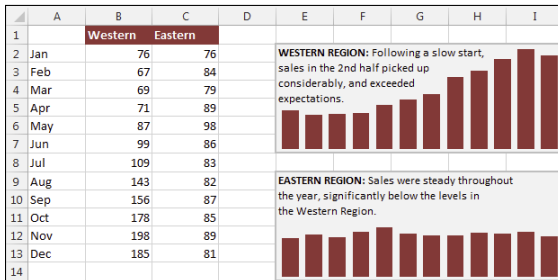 A B C D E F G H I
1 Western Eastern
2 Jan 76 76
3 Feb 67 84
4 Mar 69 79
5 Apr 71 89
6 May 87 98
7 Jun 99 86
8 Jul 109 83
9 Aug 143 82
10 Sep 156 87
11 Oct 178 85
12 Nov 198 89
13 Dec 185 81
WESTERN REGION: Following a slow start,
sales in the 2nd half picked up
considerably, and exceeded
expectations.
EASTERN REGION: Sales were steady throughout
the year, significantly below the levels in
the Western Region.